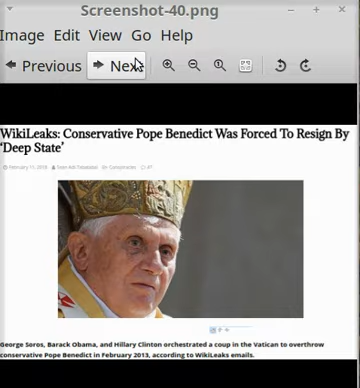 Screenshot-40.png
Image Edit View Go Help
Previous Next
WikiLeaks: Conservative Pope Benedict Was Forced To Resign By
'Deep State'
February 11, 2018 Sean Adl-Tabatabai Conspiracies 47
George Soros, Barack Obama, and Hillary Clinton orchestrated a coup in the Vatican to overthrow
conservative Pope Benedict in February 2013, according to WikiLeaks emails.